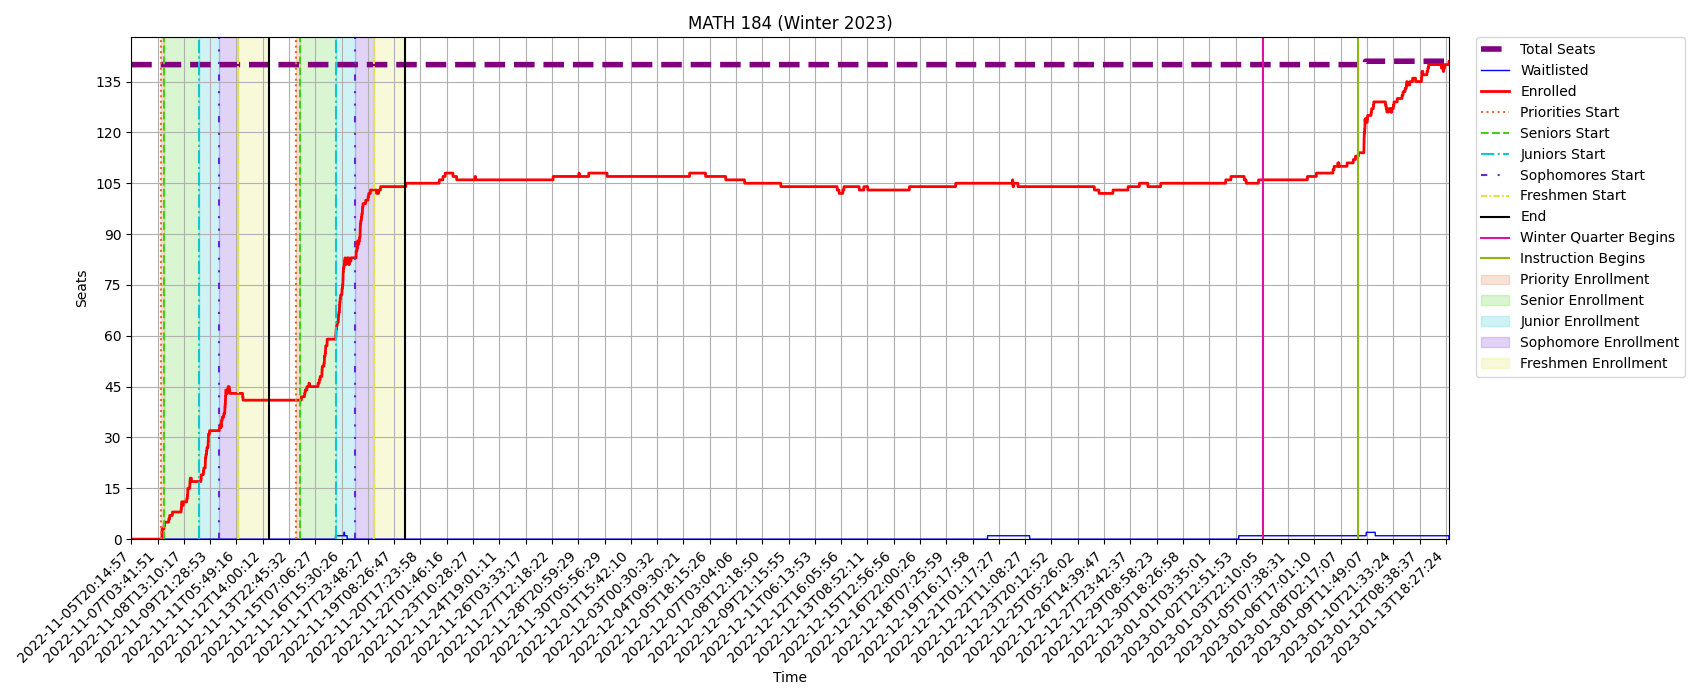 MATH 184 (Winter 2023)
Seats
135
120
105
90
75
60
45
30
15
0
2022-11-05T20:14:57
2022-11-07T03:41:51
2022-11-08T13:10:17
2022-11-09T21:28:53
2022-11-11T05:49:16
2022-11-12T14:00:12
2022-11-13T22:45:32
2022-11-15T07:06:27
2022-11-16T15:30:26
2022-11-17T23:48:27
2022-11-19T08:26:47
2022-11-20T17:23:58
2022-11-22T01:46:16
2022-11-23T10:28:27
2022-11-24T19:01:11
2022-11-26T03:33:17
2022-11-27T12:18:22
2022-11-28T20:59:29
2022-11-30T05:56:29
2022-12-01T15:42:10
2022-12-03T00:30:32
2022-12-04T09:30:21
2022-12-05T18:15:26
2022-12-07T03:04:06
2022-12-08T12:18:50
2022-12-09T21:15:55
2022-12-11T06:13:53
2022-12-12T16:05:56
2022-12-13T08:52:11
2022-12-15T12:56:56
2022-12-16T22:00:26
2022-12-18T07:25:59
2022-12-19T16:17:58
2022-12-21T01:17:27
2022-12-22T11:08:27
2022-12-23T20:12:52
2022-12-25T05:26:02
2022-12-26T14:39:47
2022-12-27T23:42:37
2022-12-29T08:58:23
2022-12-30T18:26:58
2023-01-01T03:35:01
2023-01-02T12:51:53
2023-01-03T22:10:05
2023-01-05T07:38:31
2023-01-06T17:01:10
2023-01-08T02:17:07
2023-01-09T11:49:07
2023-01-10T21:33:24
2023-01-12T08:38:37
2023-01-13T18:27:24
Time
Total Seats
Waitlisted
Enrolled
Priorities Start
Seniors Start
Juniors Start
Sophomores Start
Freshmen Start
End
Winter Quarter Begins
Instruction Begins
Priority Enrollment
Senior Enrollment
Junior Enrollment
Sophomore Enrollment
Freshmen Enrollment